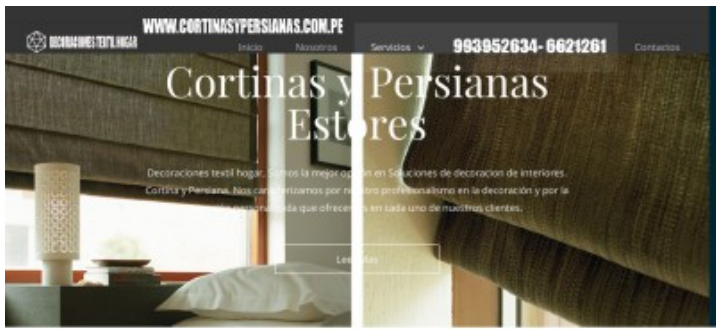 WWW.CORTINASYPERSIANAS.COM.PE
DECORACIONES TEXTIL HOGAR
Inicio Nosotros Servicios 993952634- 6621261 Contactos
Cortinas y Persianas
Estores
Decoraciones textil hogar. Somos la mejor opción en Soluciones de decoracion de interiores.
Cortina y Persiana. Nos caracterizamos por nuestro profesionalismo en la decoración y por la
que ofrecemos en cada uno de nuestros clientes.
Leer Mas